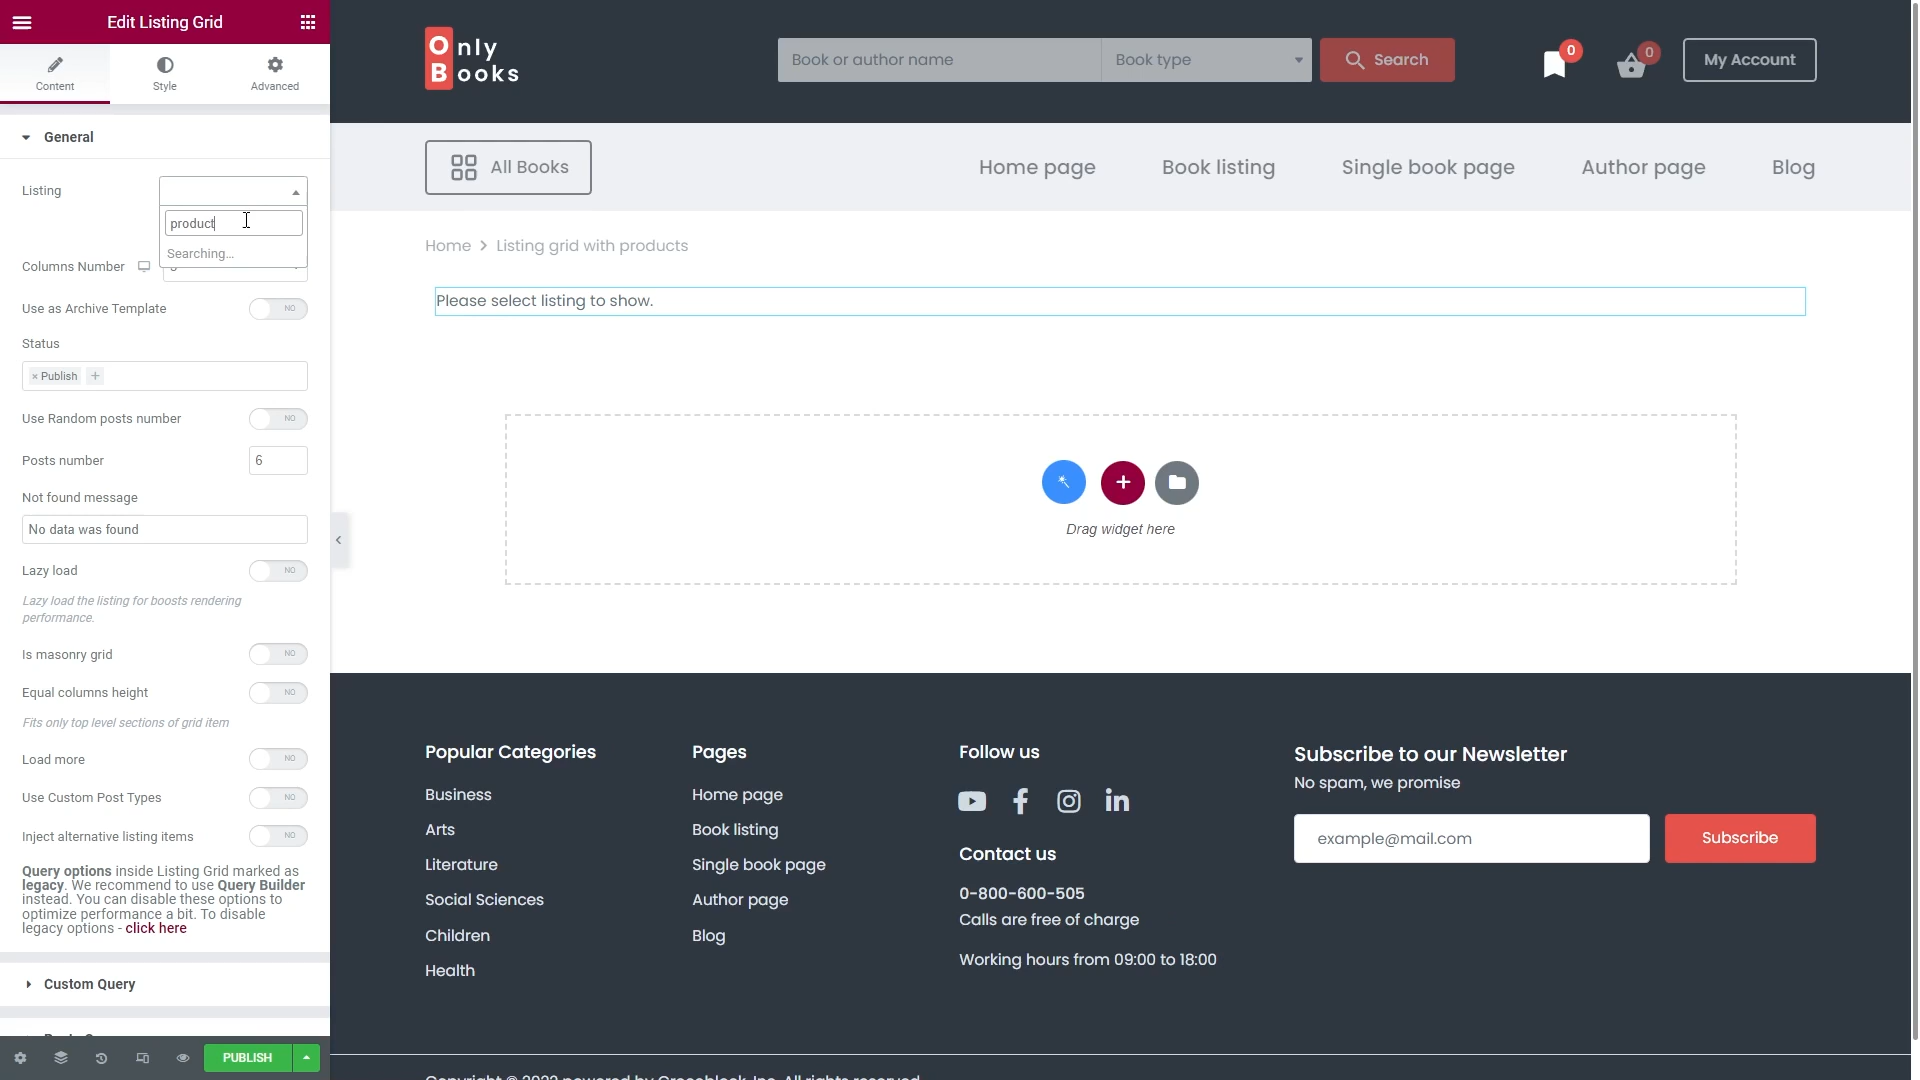 Edit Listing Grid
Content
Style
Advanced
General
Listing
product
Searching...
Columns Number
Use as Archive Template
NO
Status
× Publish +
Use Random posts number
NO
Posts number
6
Not found message
No data was found
Lazy load
NO
Lazy load the listing for boosts rendering
performance.
Is masonry grid
NO
Equal columns height
NO
Fits only top level sections of grid item
Load more
NO
Use Custom Post Types
NO
Inject alternative listing items
NO
Query options inside Listing Grid marked as
legacy. We recommend to use Query Builder
instead. You can disable these options to
optimize performance a bit. To disable
legacy options - click here
Custom Query
PUBLISH
Only
Books
Book or author name
Book type
Search
0
0
My Account
All Books
Home page
Book listing
Single book page
Author page
Blog
Home > Listing grid with products
Please select listing to show.
Drag widget here
Popular Categories
Business
Arts
Literature
Social Sciences
Children
Health
Pages
Home page
Book listing
Single book page
Author page
Blog
Follow us
Contact us
0-800-600-505
Calls are free of charge
Working hours from 09:00 to 18:00
Subscribe to our Newsletter
No spam, we promise
example@mail.com
Subscribe